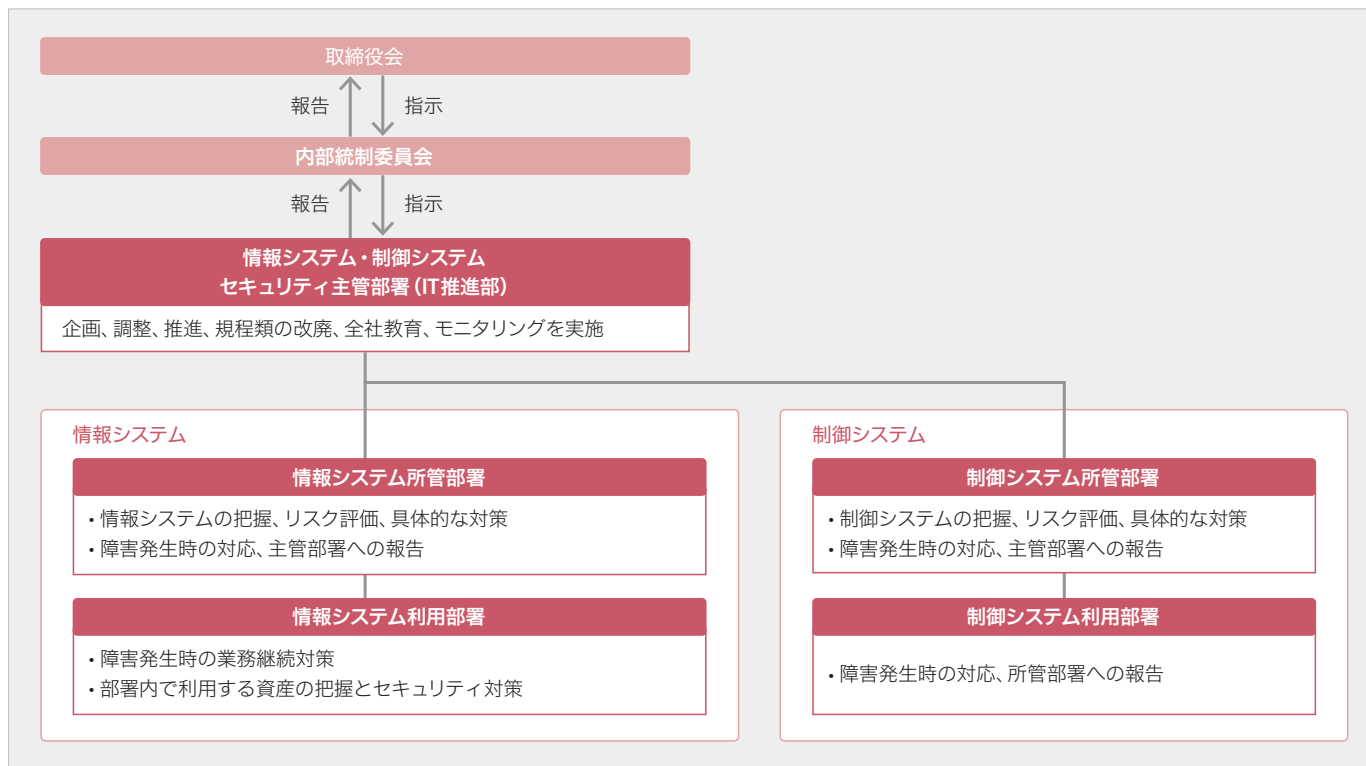 取締役会
報告
指示
内部統制委員会
報告
指示
情報システム・制御システム
セキュリティ主管部署（IT推進部）
企画、調整、推進、規程類の改廃、全社教育、モニタリングを実施
情報システム
情報システム所管部署
・情報システムの把握、リスク評価、具体的な対策
・障害発生時の対応、主管部署への報告
情報システム利用部署
・障害発生時の業務継続対策
・部署内で利用する資産の把握とセキュリティ対策
制御システム
制御システム所管部署
・制御システムの把握、リスク評価、具体的な対策
・障害発生時の対応、主管部署への報告
制御システム利用部署
・障害発生時の対応、所管部署への報告